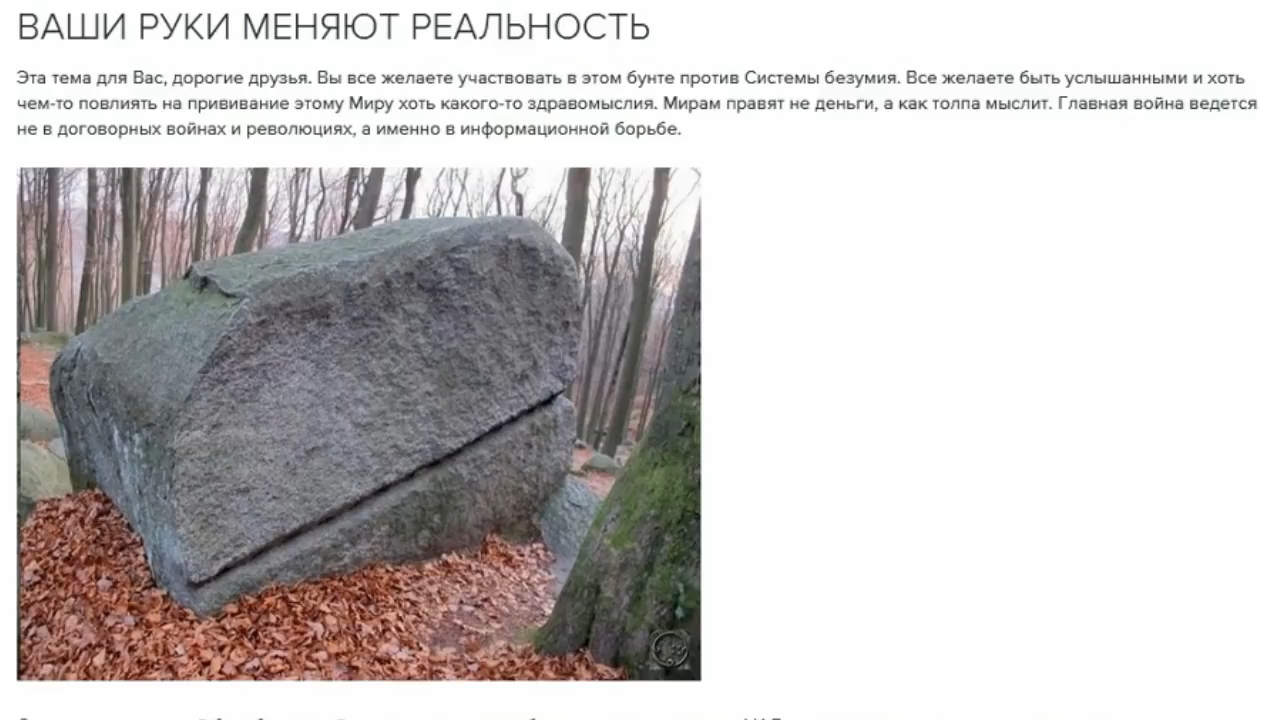 ВАШИ РУКИ МЕНЯЮТ РЕАЛЬНОСТЬ
Эта тема для Вас, дорогие друзья. Вы все желаете участвовать в этом бунте против Системы безумия. Все желаете быть услышанными и хоть
чем-то повлиять на прививание этому Миру хоть какого-то здравомыслия. Мирам правят не деньги, а как толпа мыслит. Главная война ведется
не в договорных войнах и революциях, а именно в информационной борьбе.